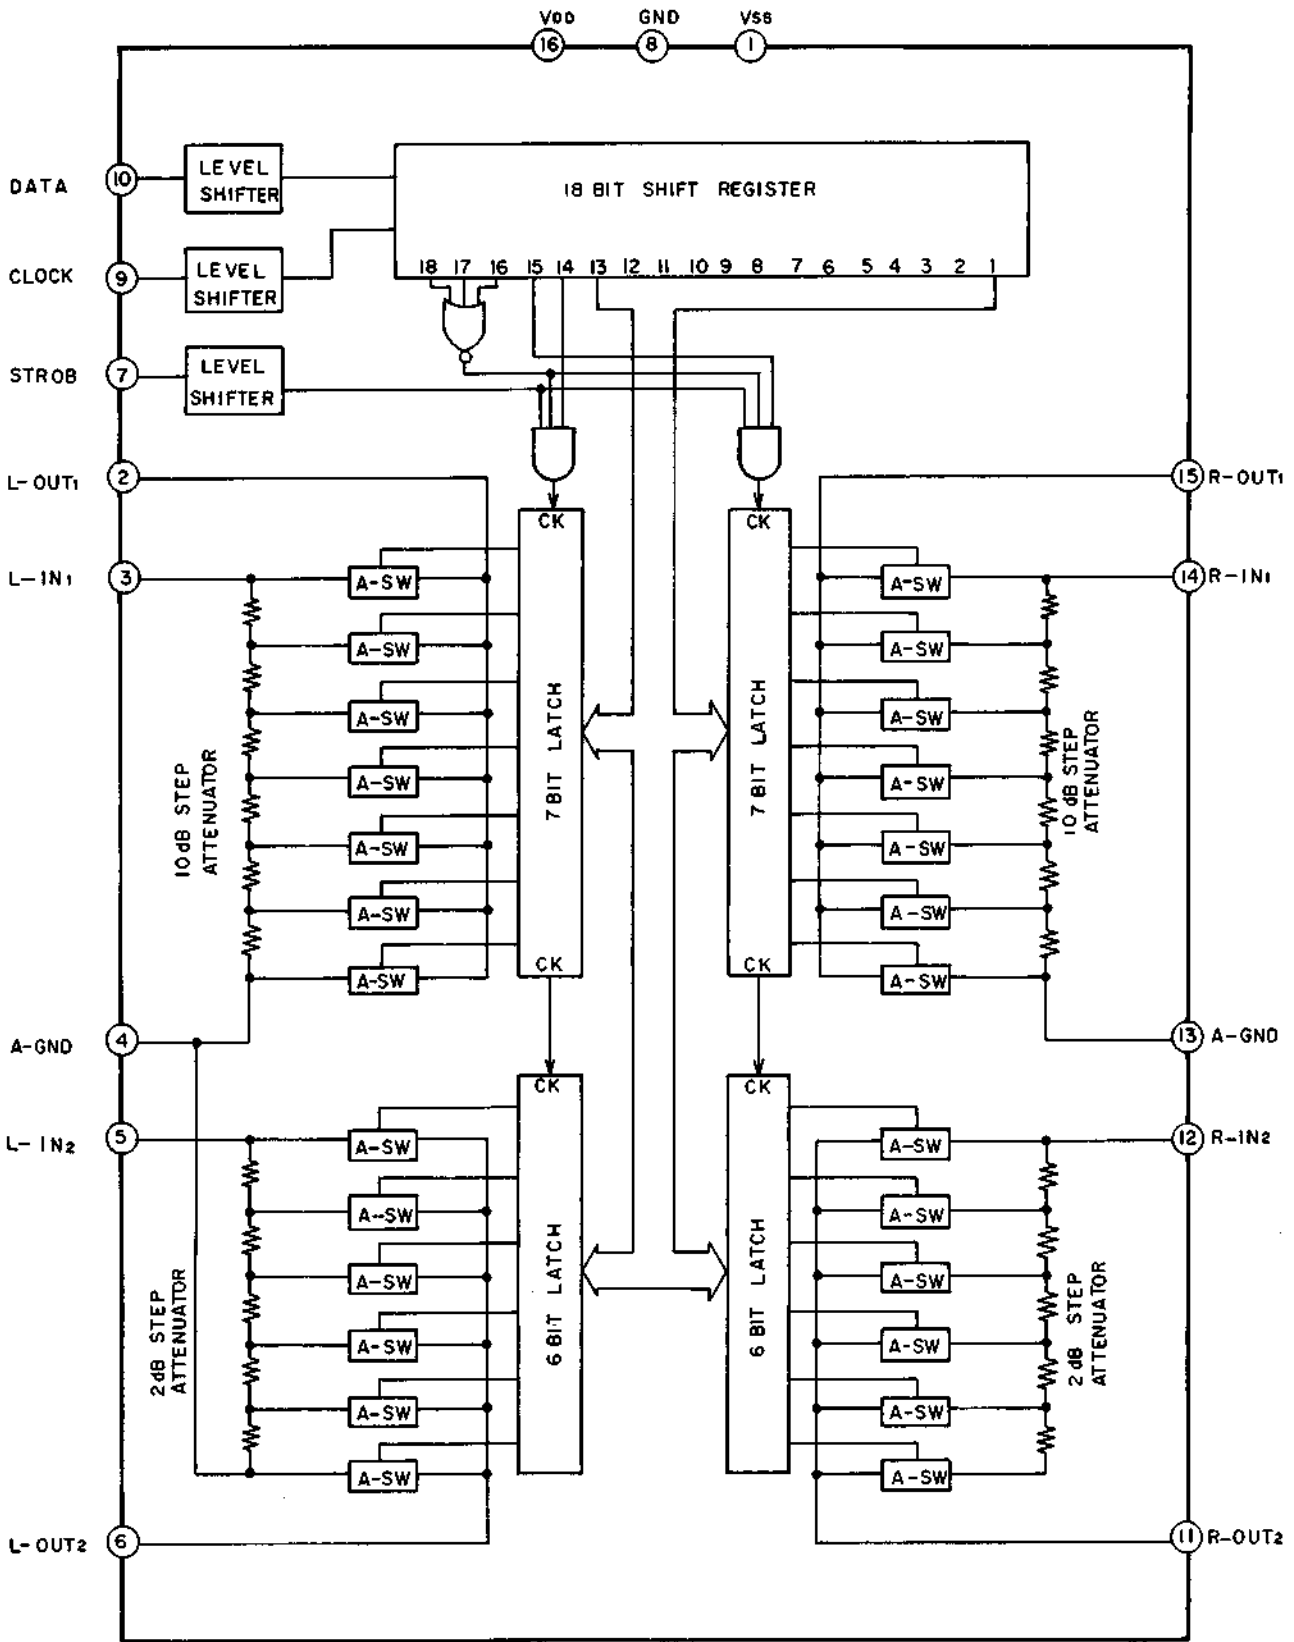 VDD GND VSS
16 8 1
DATA 10 LEVEL SHIFTER
18 BIT SHIFT REGISTER
CLOCK 9 LEVEL SHIFTER
18 17 16 15 14 13 12 11 10 9 8 7 6 5 4 3 2 1
STROB 7 LEVEL SHIFTER
L-OUT1 2
15 R-OUT1
CK CK
L-IN1 3
14 R-IN1
A-SW A-SW
A-SW A-SW
A-SW A-SW
A-SW A-SW
A-SW A-SW
A-SW A-SW
A-SW A-SW
10dB STEP
ATTENUATOR
7 BIT LATCH
7 BIT LATCH
10dB STEP
ATTENUATOR
CK CK
A-GND 4
13 A-GND
CK CK
L-IN2 5
12 R-IN2
A-SW A-SW
A-SW A-SW
A-SW A-SW
A-SW A-SW
A-SW A-SW
A-SW A-SW
2dB STEP
ATTENUATOR
6 BIT LATCH
6 BIT LATCH
2dB STEP
ATTENUATOR
L-OUT2 6
11 R-OUT2